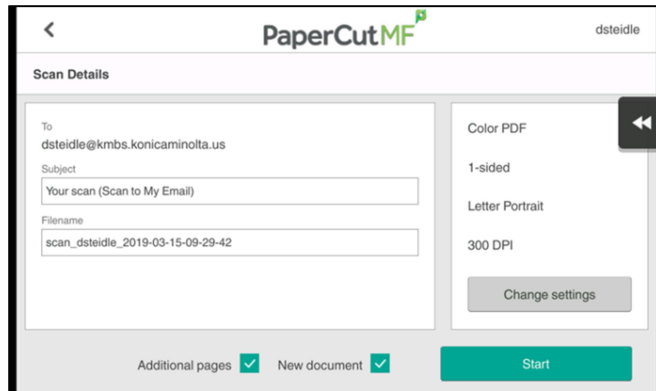 PaperCutMF
dsteidle
Scan Details
To
dsteidle@kmbs.konicaminolta.us
Subject
Your scan (Scan to My Email)
Filename
scan_dsteidle_2019-03-15-09-29-42
Color PDF
1-sided
Letter Portrait
300 DPI
Change settings
Additional pages
New document
Start